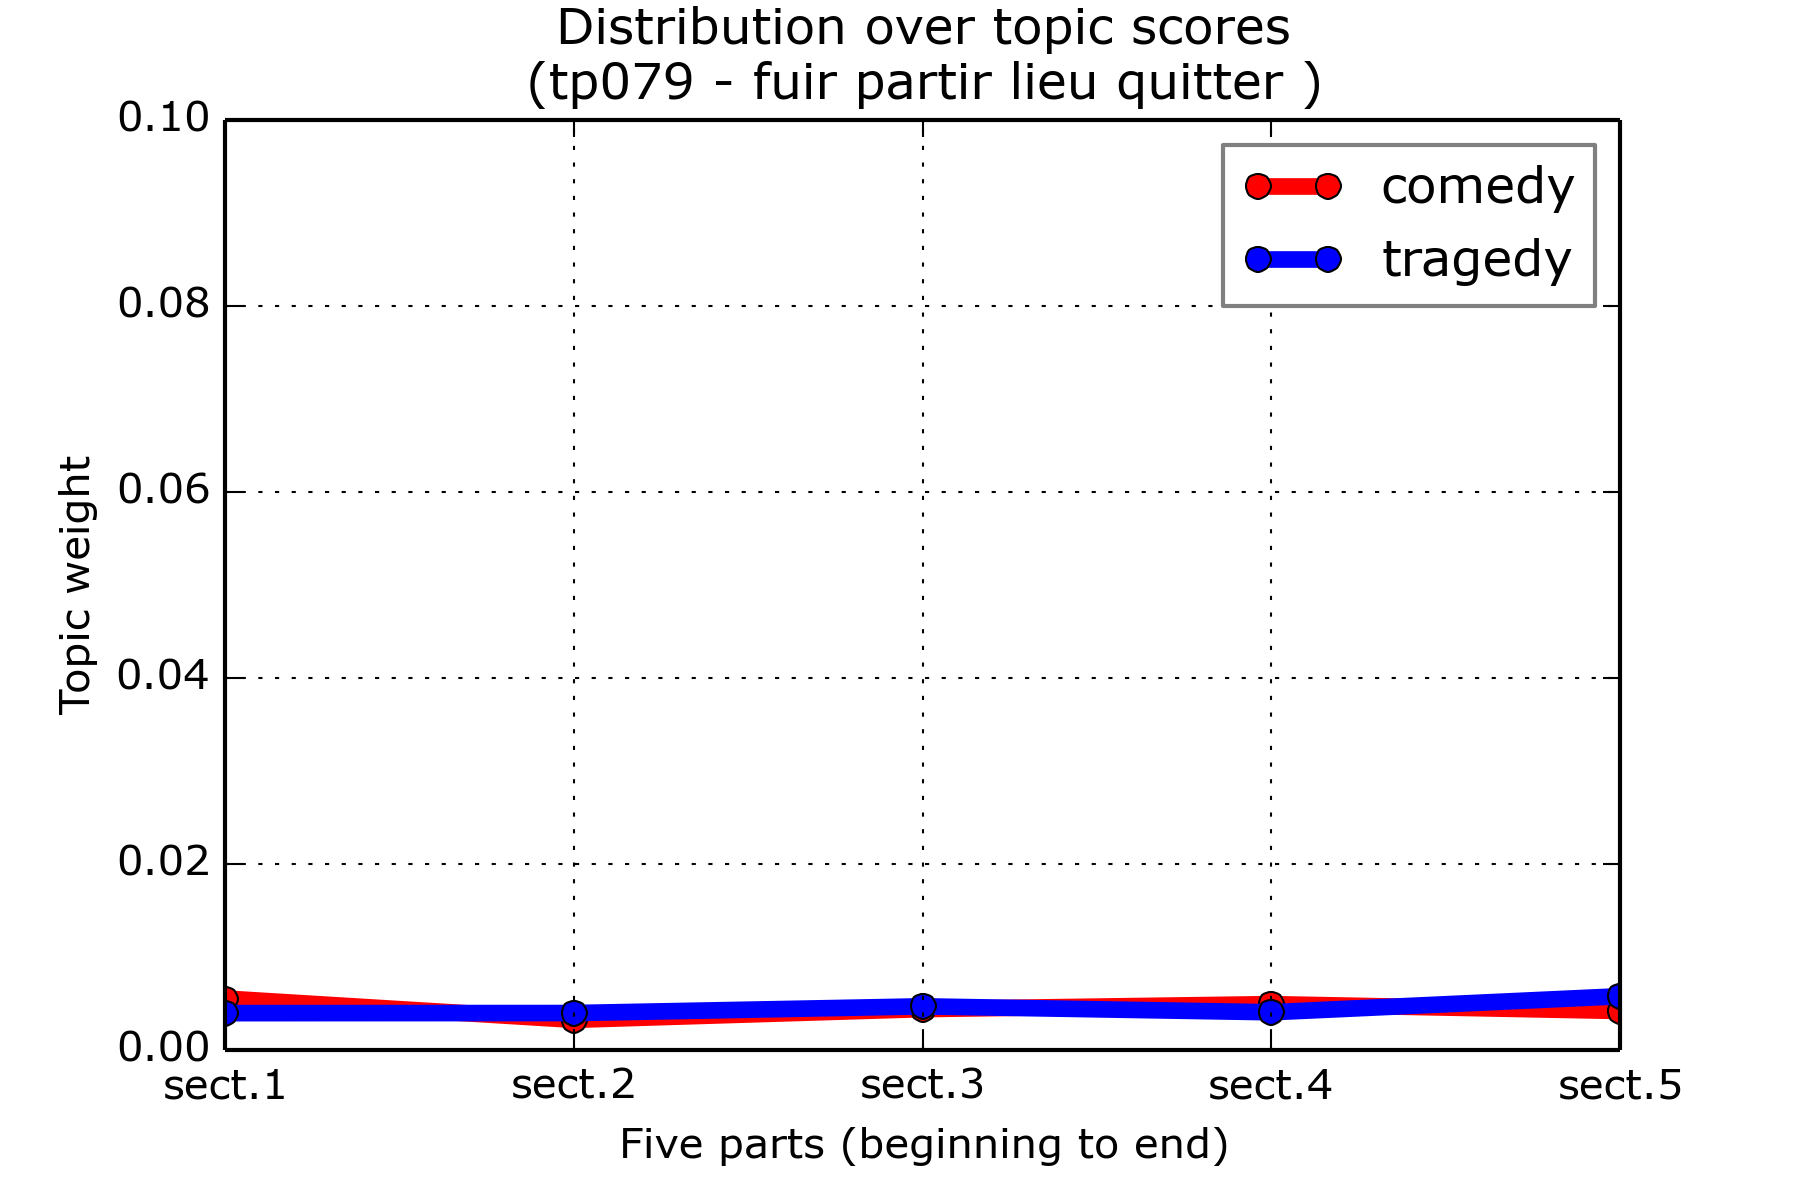 Distribution over topic scores
(tp079 - fuir partir lieu quitter )
0.10
0.08
0.06
0.04
0.02
0.00
Topic weight
comedy
tragedy
sect.1 sect.2 sect.3 sect.4 sect.5
Five parts (beginning to end)